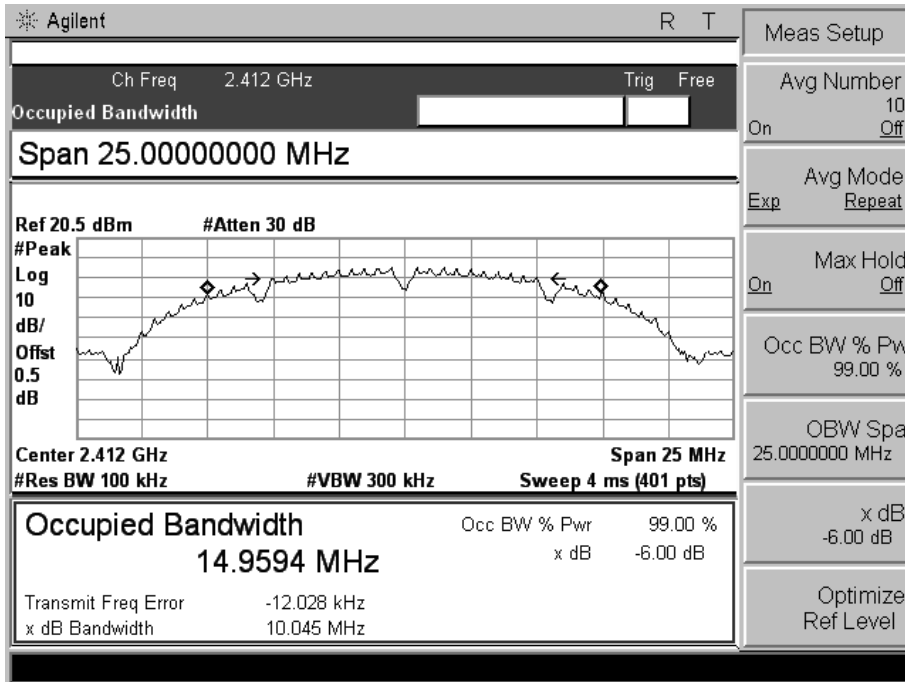 Agilent R T
Ch Freq 2.412 GHz Trig Free
Occupied Bandwidth
Span 25.00000000 MHz
Ref 20.5 dBm #Atten 30 dB
#Peak
Log
10
dB/
Offst
0.5
dB
Center 2.412 GHz Span 25 MHz
#Res BW 100 kHz #VBW 300 kHz Sweep 4 ms (401 pts)
Occupied Bandwidth
14.9594 MHz
Occ BW % Pwr 99.00 %
x dB -6.00 dB
Transmit Freq Error -12.028 kHz
x dB Bandwidth 10.045 MHz
Meas Setup
Avg Number
10
On Off
Avg Mode
Exp Repeat
Max Hold
On Off
Occ BW % Pw
99.00 %
OBW Spa
25.0000000 MHz
x dB
-6.00 dB
Optimize
Ref Level